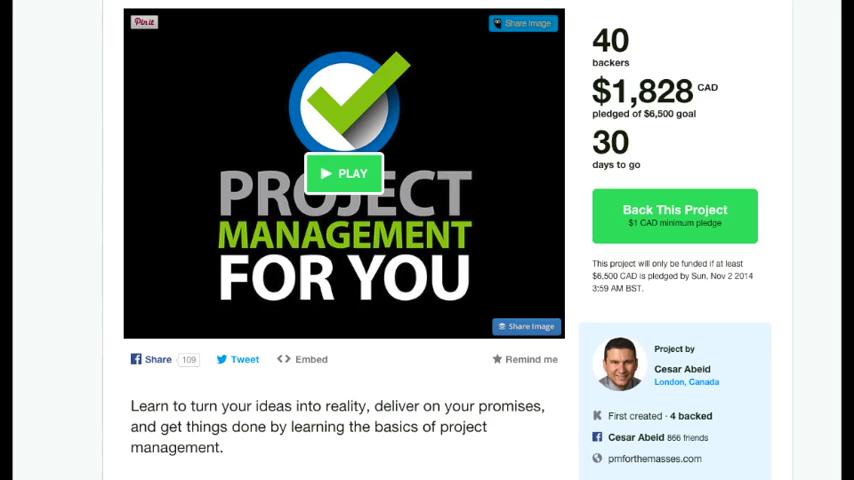 Pin it
Share Image
PLAY
PROJECT
MANAGEMENT
FOR YOU
Share Image
Share 109
Tweet
Embed
Remind me
Learn to turn your ideas into reality, deliver on your promises,
and get things done by learning the basics of project
management.
40
backers
$1,828 CAD
pledged of $6,500 goal
30
days to go
Back This Project
$1 CAD minimum pledge
This project will only be funded if at least
$6,500 CAD is pledged by Sun, Nov 2 2014
3:59 AM BST.
Project by
Cesar Abeid
London, Canada
First created · 4 backed
Cesar Abeid 866 friends
pmforthemasses.com